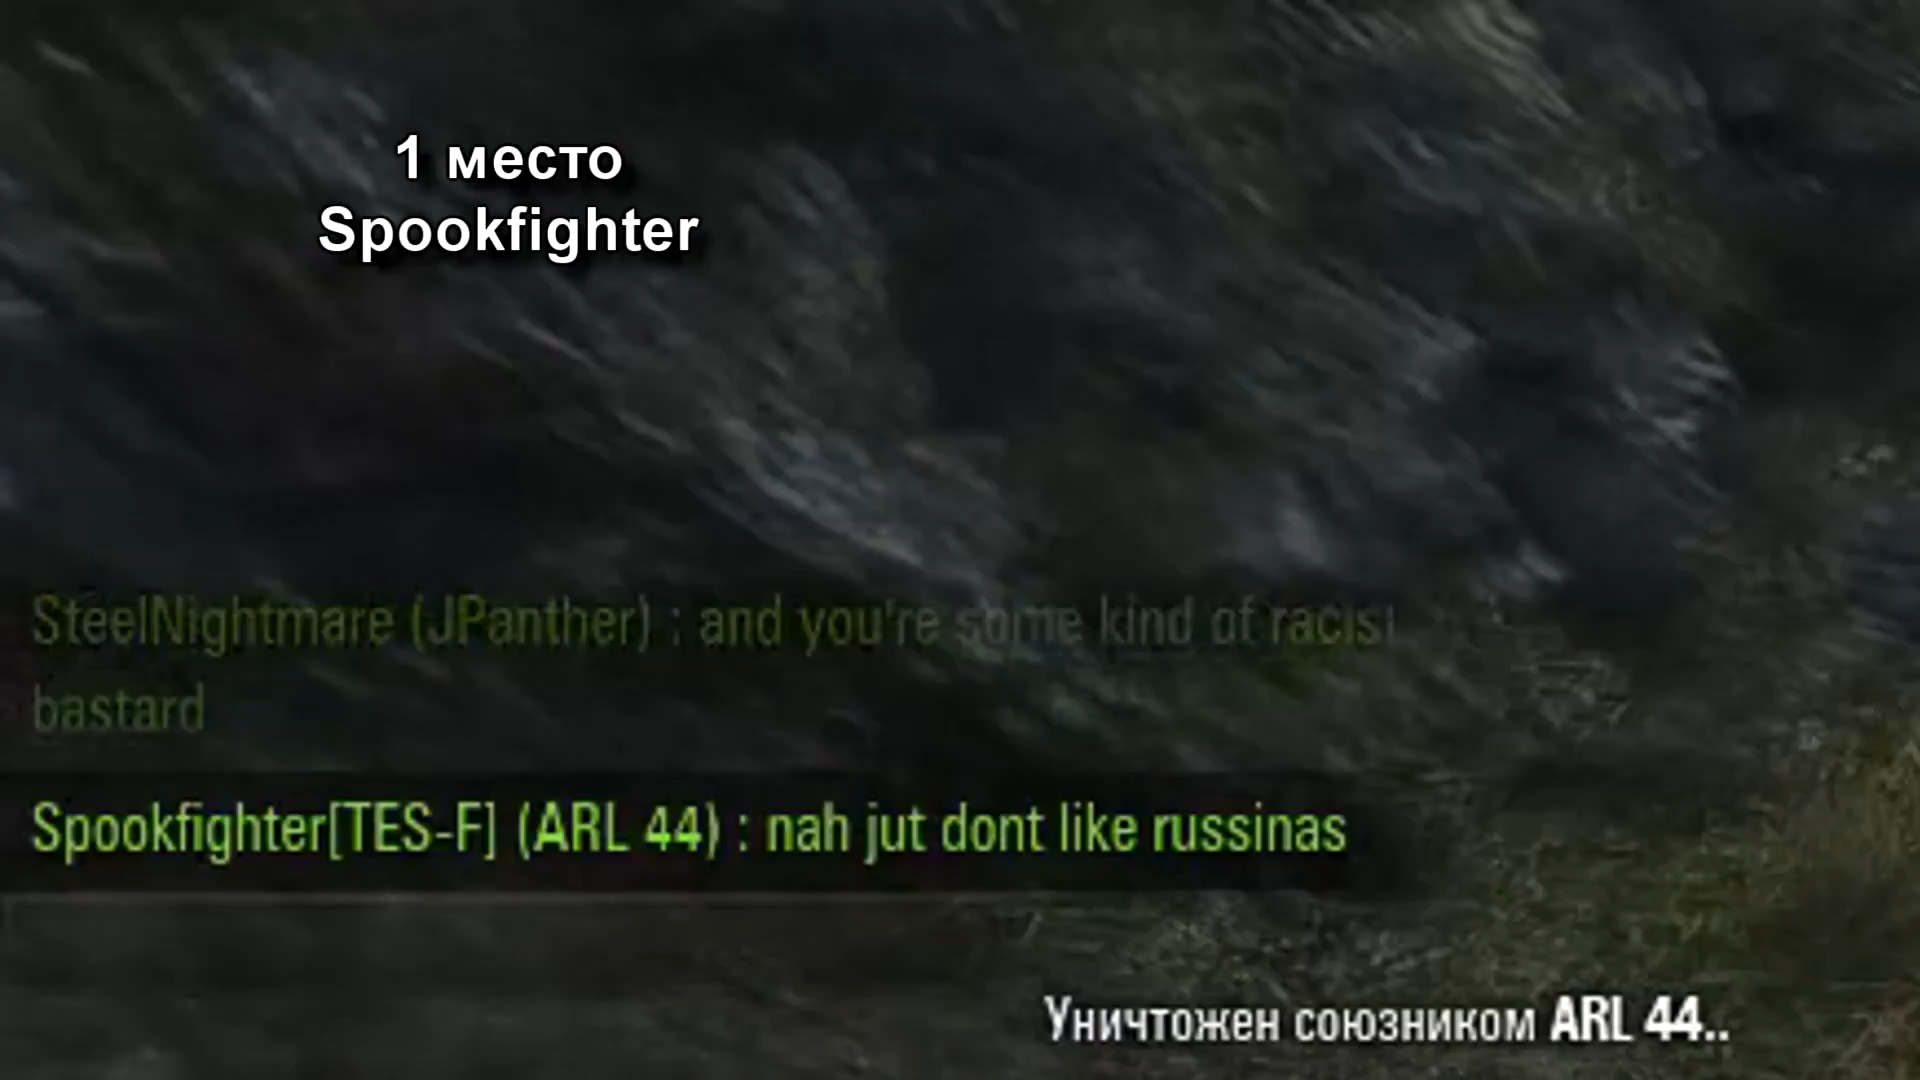 1 место
Spookfighter
SteelNightmare (JPanther) : and you're some kind of racist
bastard
Spookfighter[TES-F] (ARL 44) : nah jut dont like russinas
Уничтожен союзником ARL 44..